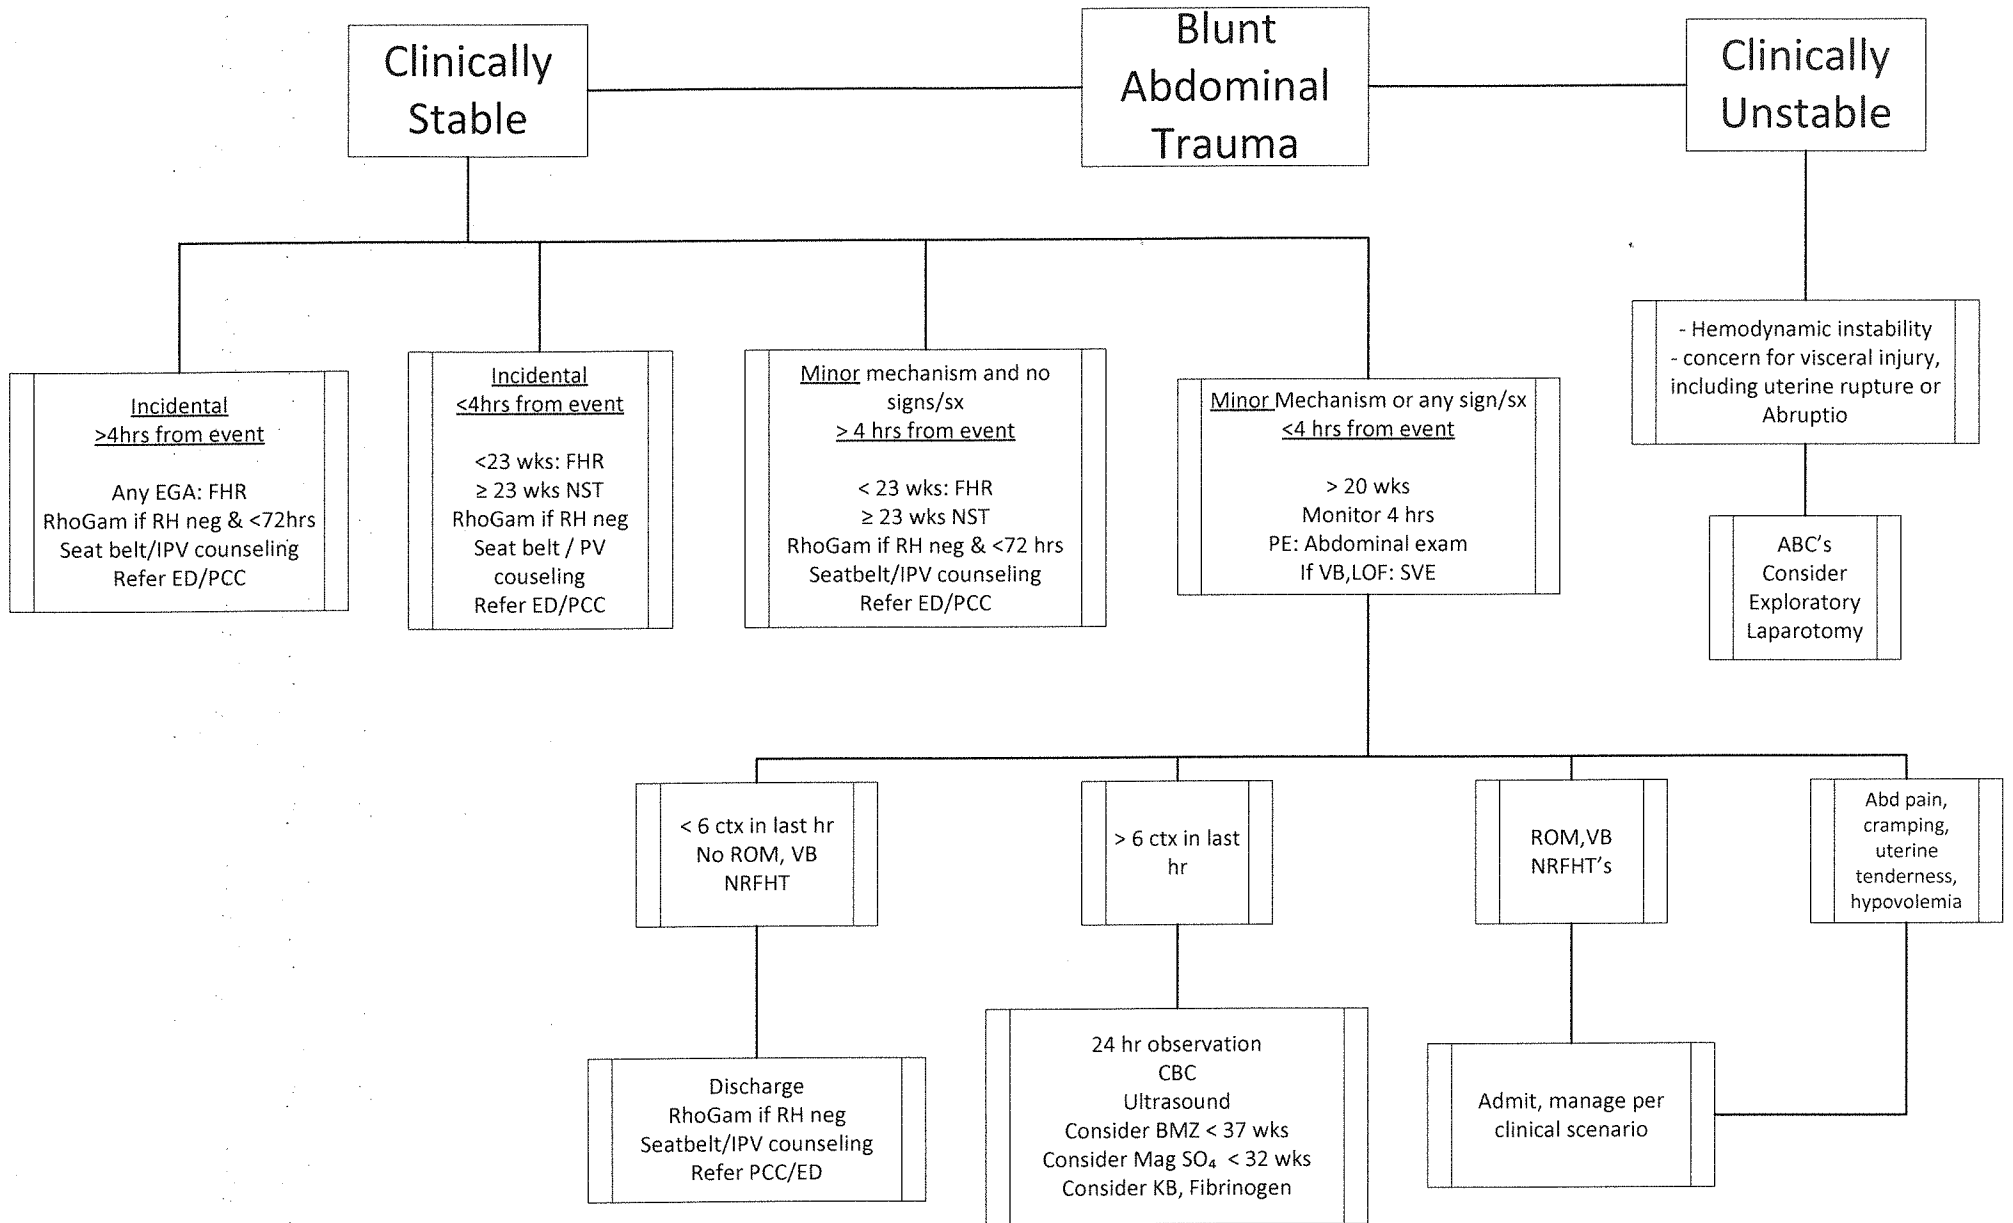 Clinically
Stable
Blunt
Abdominal
Trauma
Clinically
Unstable
Incidental
>4hrs from event
Any EGA: FHR
RhoGam if RH neg & <72hrs
Seat belt/IPV counseling
Refer ED/PCC
Incidental
<4hrs from event
<23 wks: FHR
≥ 23 wks NST
RhoGam if RH neg
Seat belt / PV
couseling
Refer ED/PCC
Minor mechanism and no
signs/sx
> 4 hrs from event
< 23 wks: FHR
≥ 23 wks NST
RhoGam if RH neg & <72 hrs
Seatbelt/IPV counseling
Refer ED/PCC
Minor Mechanism or any sign/sx
<4 hrs from event
> 20 wks
Monitor 4 hrs
PE: Abdominal exam
If VB,LOF: SVE
- Hemodynamic instability
- concern for visceral injury,
including uterine rupture or
Abruptio
ABC's
Consider
Exploratory
Laparotomy
< 6 ctx in last hr
No ROM, VB
NRFHT
> 6 ctx in last
hr
ROM,VB
NRFHT's
Abd pain,
cramping,
uterine
tenderness,
hypovolemia
Discharge
RhoGam if RH neg
Seatbelt/IPV counseling
Refer PCC/ED
24 hr observation
CBC
Ultrasound
Consider BMZ < 37 wks
Consider Mag SO₄ < 32 wks
Consider KB, Fibrinogen
Admit, manage per
clinical scenario